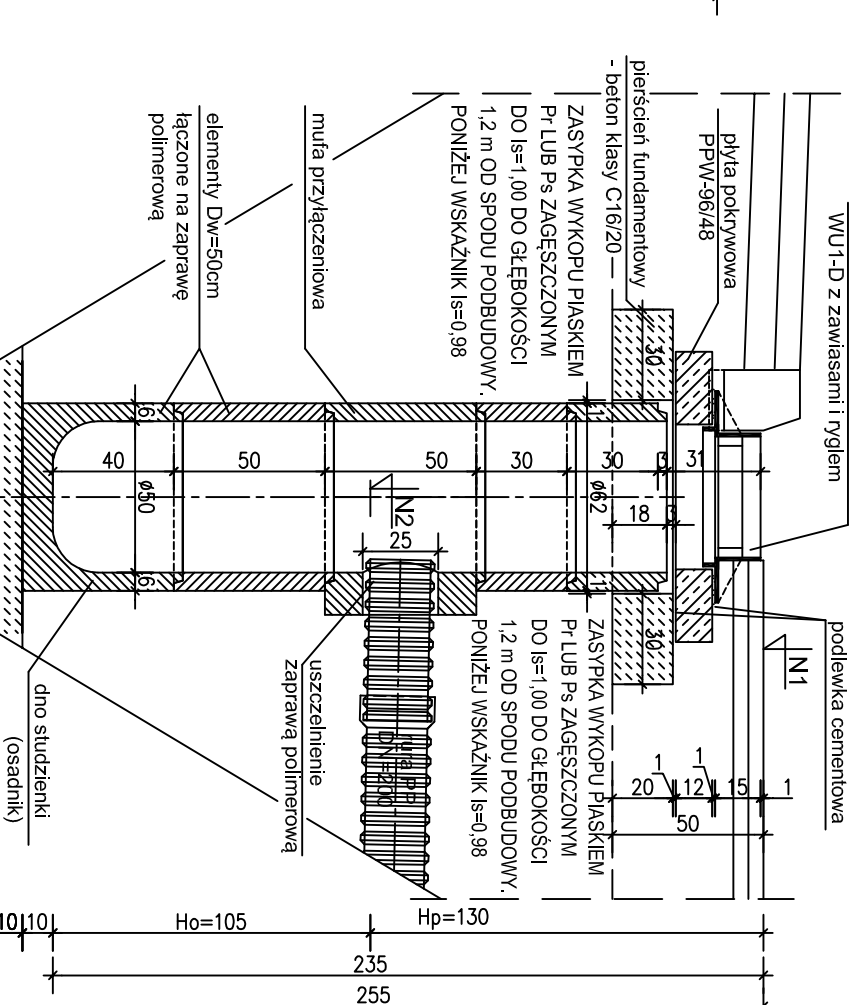 WU1-D z zawiasami i ryglem
płyta pokrywowa
PPW-96/48
pierścień fundamentowy
- beton klasy C16/20
ZASYPKA WYKOPU PIASKIEM
Pr LUB Ps ZAGĘSZCZONYM
DO Is=1,00 DO GŁĘBOKOŚCI
1,2 m OD SPODU PODBUDOWY.
PONIŻEJ WSKAŹNIK Is=0,98
mufa przyłączeniowa
elementy Dw=50cm
łączone na zaprawę
polimerową
podlewka cementowa
N1
ZASYPKA WYKOPU PIASKIEM
Pr LUB Ps ZAGĘSZCZONYM
DO Is=1,00 DO GŁĘBOKOŚCI
1,2 m OD SPODU PODBUDOWY.
PONIŻEJ WSKAŹNIK Is=0,98
uszczelnienie
zaprawą polimerową
dno studzienki
(osadnik)
rura PP
DN =200
N2
25
30
30
6
6
1
1
40
50
50
30
30
3
31
18
3
ø50
ø62
1
1
20
12
15
1
50
10
10
Ho=105
Hp=130
235
255